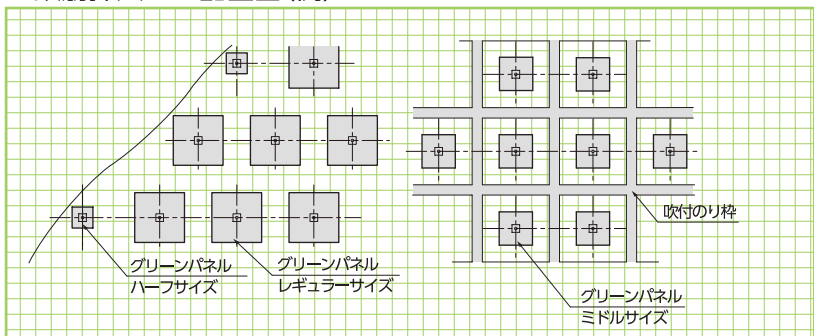 グリーンパネル
ハーフサイズ
グリーンパネル
レギュラーサイズ
吹付のり枠
グリーンパネル
ミドルサイズ